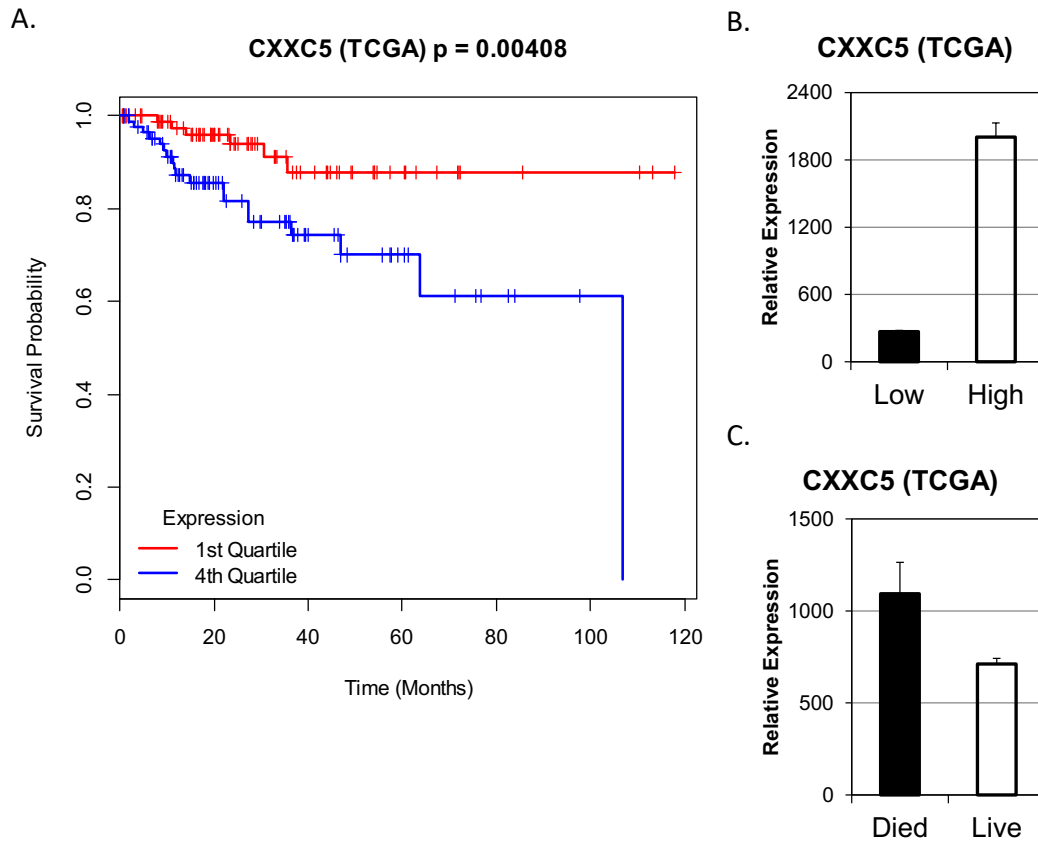 A.
CXXC5 (TCGA) p = 0.00408
Survival Probability
1.0
0.8
0.6
0.4
0.2
0.0
Expression
1st Quartile
4th Quartile
0 20 40 60 80 100 120
Time (Months)
B.
CXXC5 (TCGA)
Relative Expression
2400
1800
1200
600
0
Low High
C.
CXXC5 (TCGA)
Relative Expression
1500
1000
500
0
Died Live